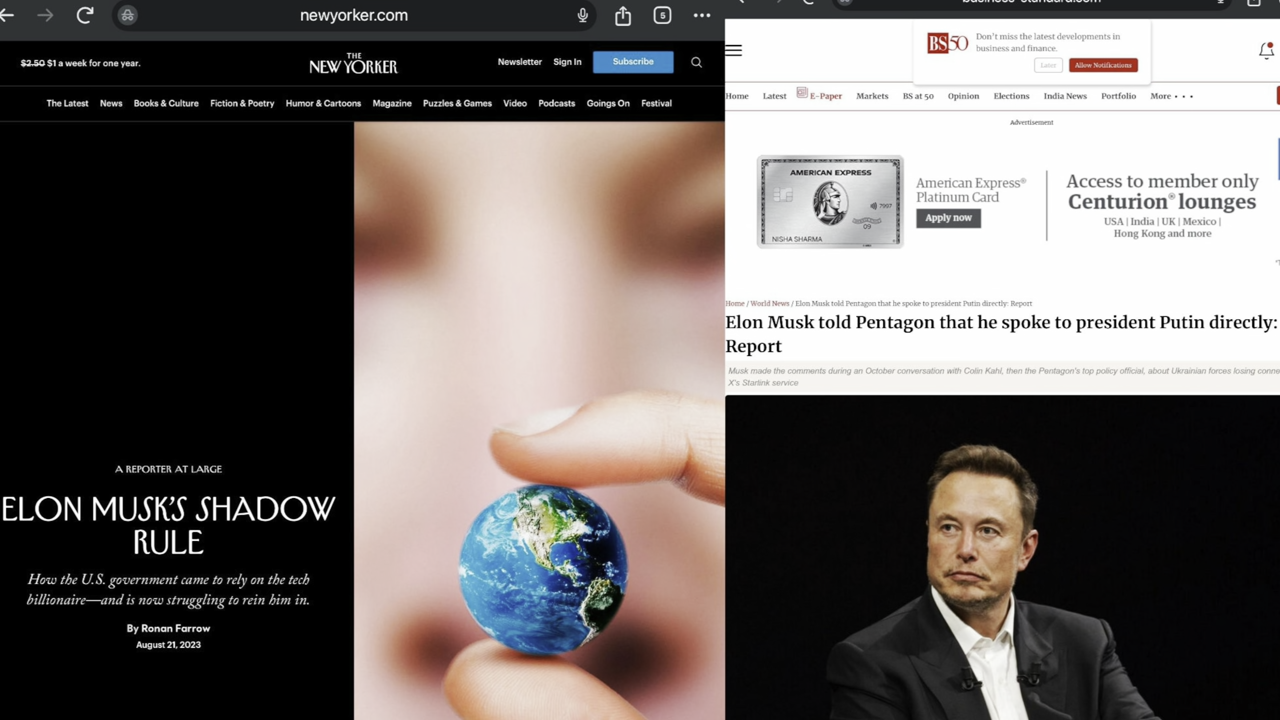 newyorker.com
5
$2.50 $1 a week for one year.
THE
NEW YORKER
Newsletter
Sign In
Subscribe
The Latest
News
Books & Culture
Fiction & Poetry
Humor & Cartoons
Magazine
Puzzles & Games
Video
Podcasts
Goings On
Festival
A REPORTER AT LARGE
ELON MUSK'S SHADOW
RULE
How the U.S. government came to rely on the tech
billionaire—and is now struggling to rein him in.
By Ronan Farrow
August 21, 2023
BS50
Don't miss the latest developments in
business and finance.
Later
Allow Notifications
Home
Latest
E-Paper
Markets
BS at 50
Opinion
Elections
India News
Portfolio
More
Advertisement
AMERICAN EXPRESS
7997
09
NISHA SHARMA
American Express®
Platinum Card
Apply now
Access to member only
Centurion® lounges
USA | India | UK | Mexico |
Hong Kong and more
Home / World News / Elon Musk told Pentagon that he spoke to president Putin directly: Report
Elon Musk told Pentagon that he spoke to president Putin directly:
Report
Musk made the comments during an October conversation with Colin Kahl, then the Pentagon's top policy official, about Ukrainian forces losing conne
X's Starlink service